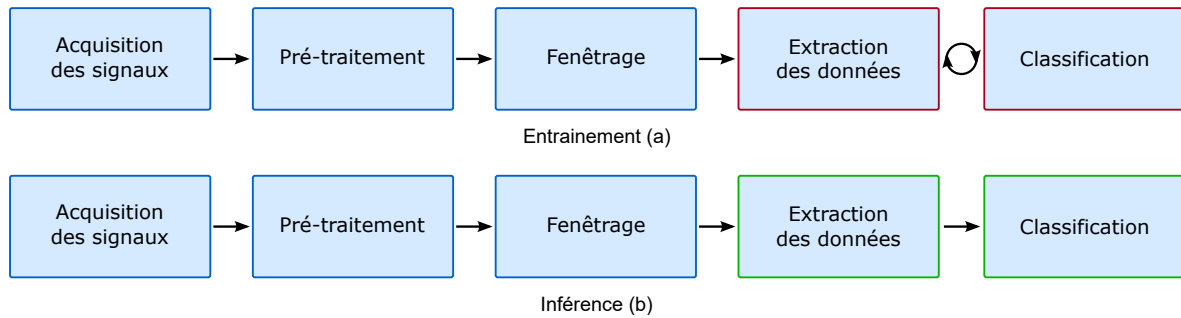 Acquisition
des signaux
Pré-traitement
Fenêtrage
Extraction
des données
Classification
Entrainement (a)
Acquisition
des signaux
Pré-traitement
Fenêtrage
Extraction
des données
Classification
Inférence (b)